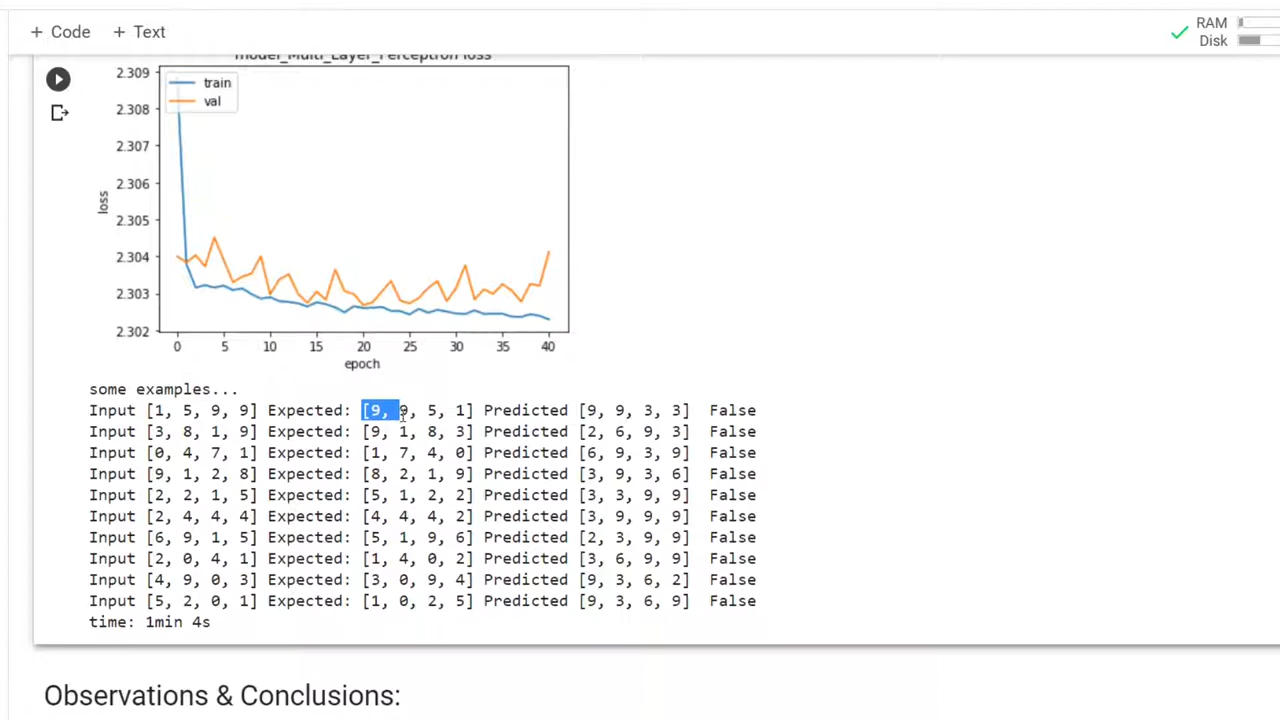 + Code + Text
RAM
Disk
model_Multi_Layer_Perceptron loss
2.309
2.308
2.307
2.306
2.305
2.304
2.303
2.302
train
val
loss
0 5 10 15 20 25 30 35 40
epoch
some examples...
Input [1, 5, 9, 9] Expected: [9, 9, 5, 1] Predicted [9, 9, 3, 3] False
Input [3, 8, 1, 9] Expected: [9, 1, 8, 3] Predicted [2, 6, 9, 3] False
Input [0, 4, 7, 1] Expected: [1, 7, 4, 0] Predicted [6, 9, 3, 9] False
Input [9, 1, 2, 8] Expected: [8, 2, 1, 9] Predicted [3, 9, 3, 6] False
Input [2, 2, 1, 5] Expected: [5, 1, 2, 2] Predicted [3, 3, 9, 9] False
Input [2, 4, 4, 4] Expected: [4, 4, 4, 2] Predicted [3, 9, 9, 9] False
Input [6, 9, 1, 5] Expected: [5, 1, 9, 6] Predicted [2, 3, 9, 9] False
Input [2, 0, 4, 1] Expected: [1, 4, 0, 2] Predicted [3, 6, 9, 9] False
Input [4, 9, 0, 3] Expected: [3, 0, 9, 4] Predicted [9, 3, 6, 2] False
Input [5, 2, 0, 1] Expected: [1, 0, 2, 5] Predicted [9, 3, 6, 9] False
time: 1min 4s
Observations & Conclusions: